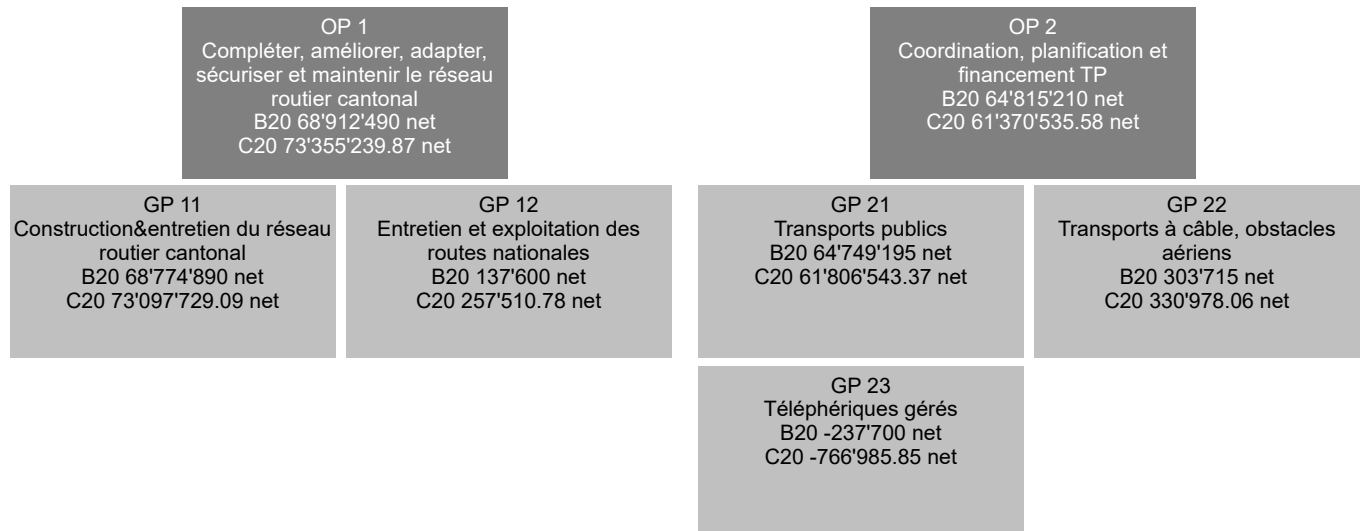 OP 1
Compléter, améliorer, adapter,
sécuriser et maintenir le réseau
routier cantonal
B20 68'912'490 net
C20 73'355'239.87 net
OP 2
Coordination, planification et
financement TP
B20 64'815'210 net
C20 61'370'535.58 net
GP 11
Construction&entretien du réseau
routier cantonal
B20 68'774'890 net
C20 73'097'729.09 net
GP 12
Entretien et exploitation des
routes nationales
B20 137'600 net
C20 257'510.78 net
GP 21
Transports publics
B20 64'749'195 net
C20 61'806'543.37 net
GP 22
Transports à câble, obstacles
aériens
B20 303'715 net
C20 330'978.06 net
GP 23
Téléphériques gérés
B20 -237'700 net
C20 -766'985.85 net